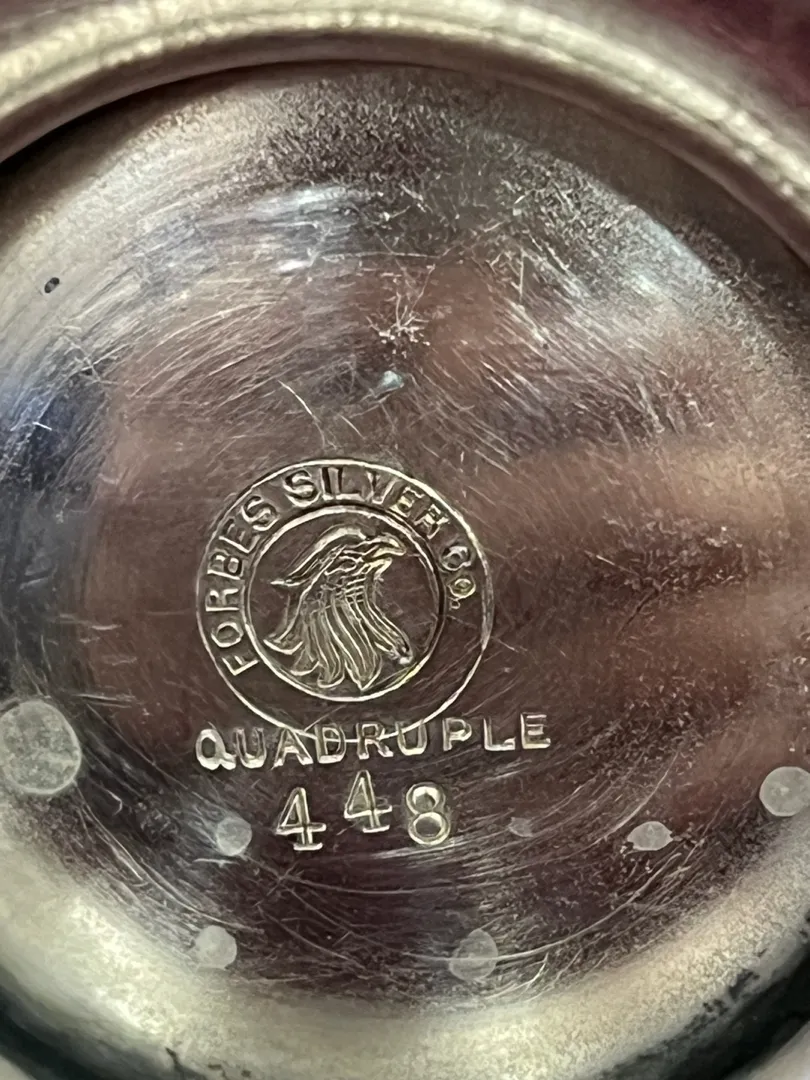 FORBES SILVER CO.
QUADRUPLE
448